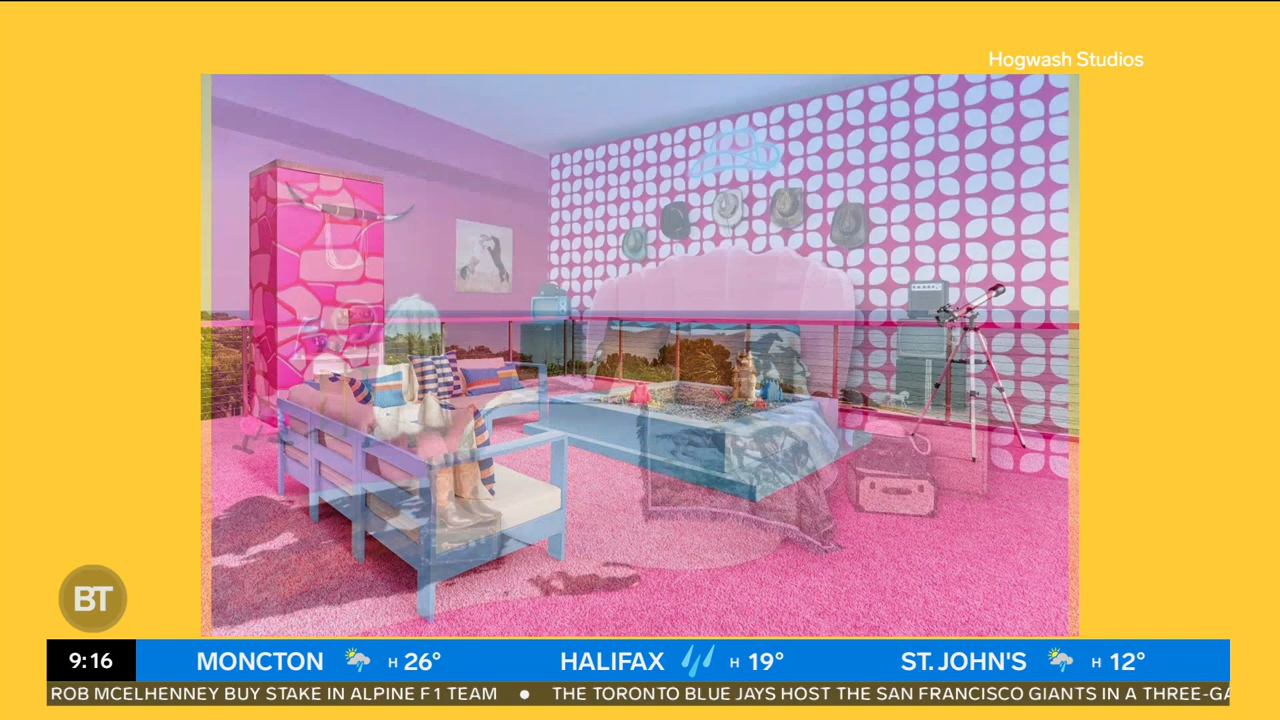 Hogwash Studios
BT
9:16 MONCTON H 26° HALIFAX H 19° ST. JOHN'S H 12°
ROB MCELHENNEY BUY STAKE IN ALPINE F1 TEAM ● THE TORONTO BLUE JAYS HOST THE SAN FRANCISCO GIANTS IN A THREE-GA